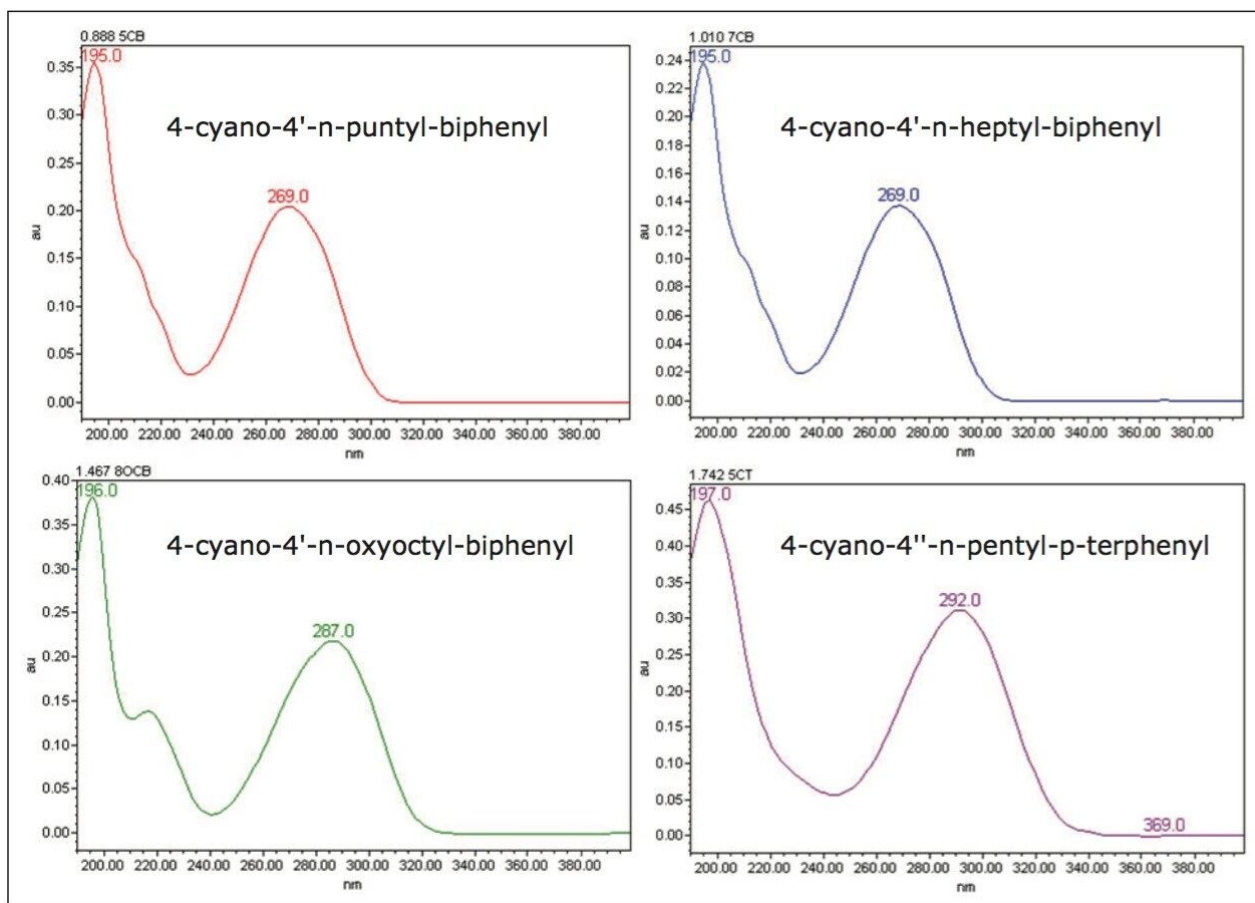 0.888 5CB
195.0
0.35
0.30
4-cyano-4'-n-puntyl-biphenyl
0.25
269.0
0.20
au
0.15
0.10
0.05
0.00
200.00 220.00 240.00 260.00 280.00 300.00 320.00 340.00 360.00 380.00
nm
1.010 7CB
0.24
195.0
0.22
0.20
4-cyano-4'-n-heptyl-biphenyl
0.18
0.16
269.0
0.14
0.12
au
0.10
0.08
0.06
0.04
0.02
0.00
200.00 220.00 240.00 260.00 280.00 300.00 320.00 340.00 360.00 380.00
nm
1.467 8OCB
0.40
196.0
0.35
4-cyano-4'-n-oxyoctyl-biphenyl
0.30
0.25
287.0
0.20
au
0.15
0.10
0.05
0.00
200.00 220.00 240.00 260.00 280.00 300.00 320.00 340.00 360.00 380.00
nm
1.742 5CT
197.0
0.45
4-cyano-4''-n-pentyl-p-terphenyl
0.40
0.35
292.0
0.30
0.25
au
0.20
0.15
0.10
0.05
369.0
0.00
200.00 220.00 240.00 260.00 280.00 300.00 320.00 340.00 360.00 380.00
nm